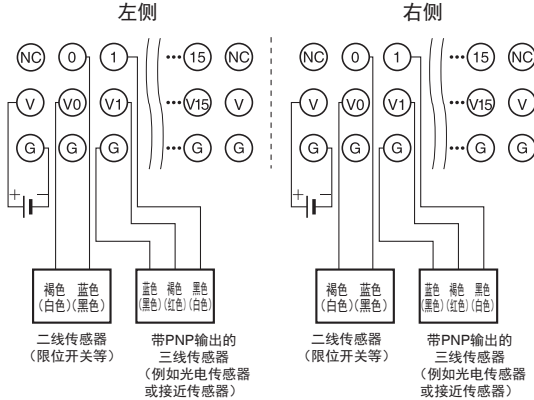 左侧 右侧
NC 0 1 ···15 NC NC 0 1 ···15 NC
V V0 V1 ···V15 V V V0 V1 ···V15 V
G G G ···G G G G G ···G G
+ − + −
褐色 蓝色 蓝色 褐色 黑色 褐色 蓝色 蓝色 褐色 黑色
(白色)(黑色) (黑色)(红色)(白色) (白色)(黑色) (黑色)(红色)(白色)
二线传感器
(限位开关等)
带PNP输出的
三线传感器
(例如光电传感器
或接近传感器)
二线传感器
(限位开关等)
带PNP输出的
三线传感器
(例如光电传感器
或接近传感器)